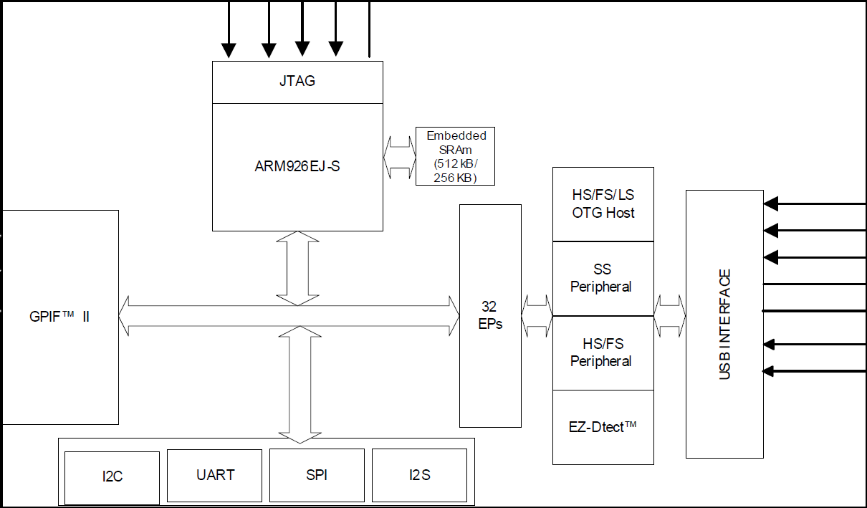 JTAG
ARM926EJ-S
Embedded
SRAm
(512 kB/
256 KB)
HS/FS/LS
OTG Host
SS
Peripheral
HS/FS
Peripheral
EZ-Dtect™
32
EPs
USB INTERFACE
GPIF™ II
I2C
UART
SPI
I2S